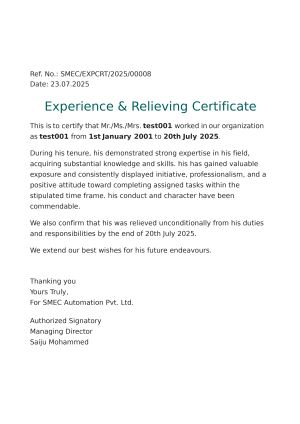 Ref. No.: SMEC/EXPCRT/2025/00008
Date: 23.07.2025
Experience & Relieving Certificate
This is to certify that Mr./Ms./Mrs. test001 worked in our organization
as test001 from 1st January 2001 to 20th July 2025.
During his tenure, his demonstrated strong expertise in his field,
acquiring substantial knowledge and skills. his has gained valuable
exposure and consistently displayed initiative, professionalism, and a
positive attitude toward completing assigned tasks within the
stipulated time frame. his conduct and character have been
commendable.
We also confirm that his was relieved unconditionally from his duties
and responsibilities by the end of 20th July 2025.
We extend our best wishes for his future endeavours.
Thanking you
Yours Truly,
For SMEC Automation Pvt. Ltd.
Authorized Signatory
Managing Director
Saiju Mohammed